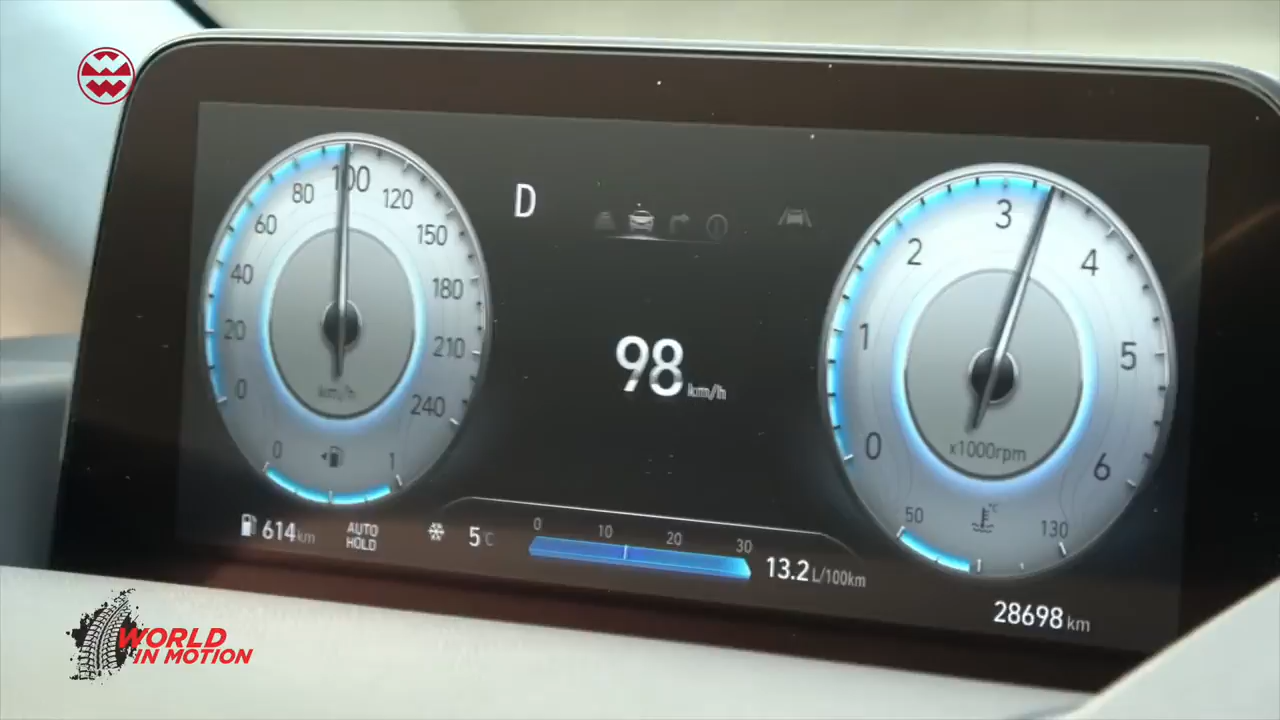 0
20
40
60
80
100
120
150
180
210
240
km/h
0
1
D
98 km/h
0
1
2
3
4
5
6
x1000rpm
50
°C
130
614 km
AUTO
HOLD
5°C
0 10 20 30
13.2 L/100km
28698 km
WORLD
IN MOTION